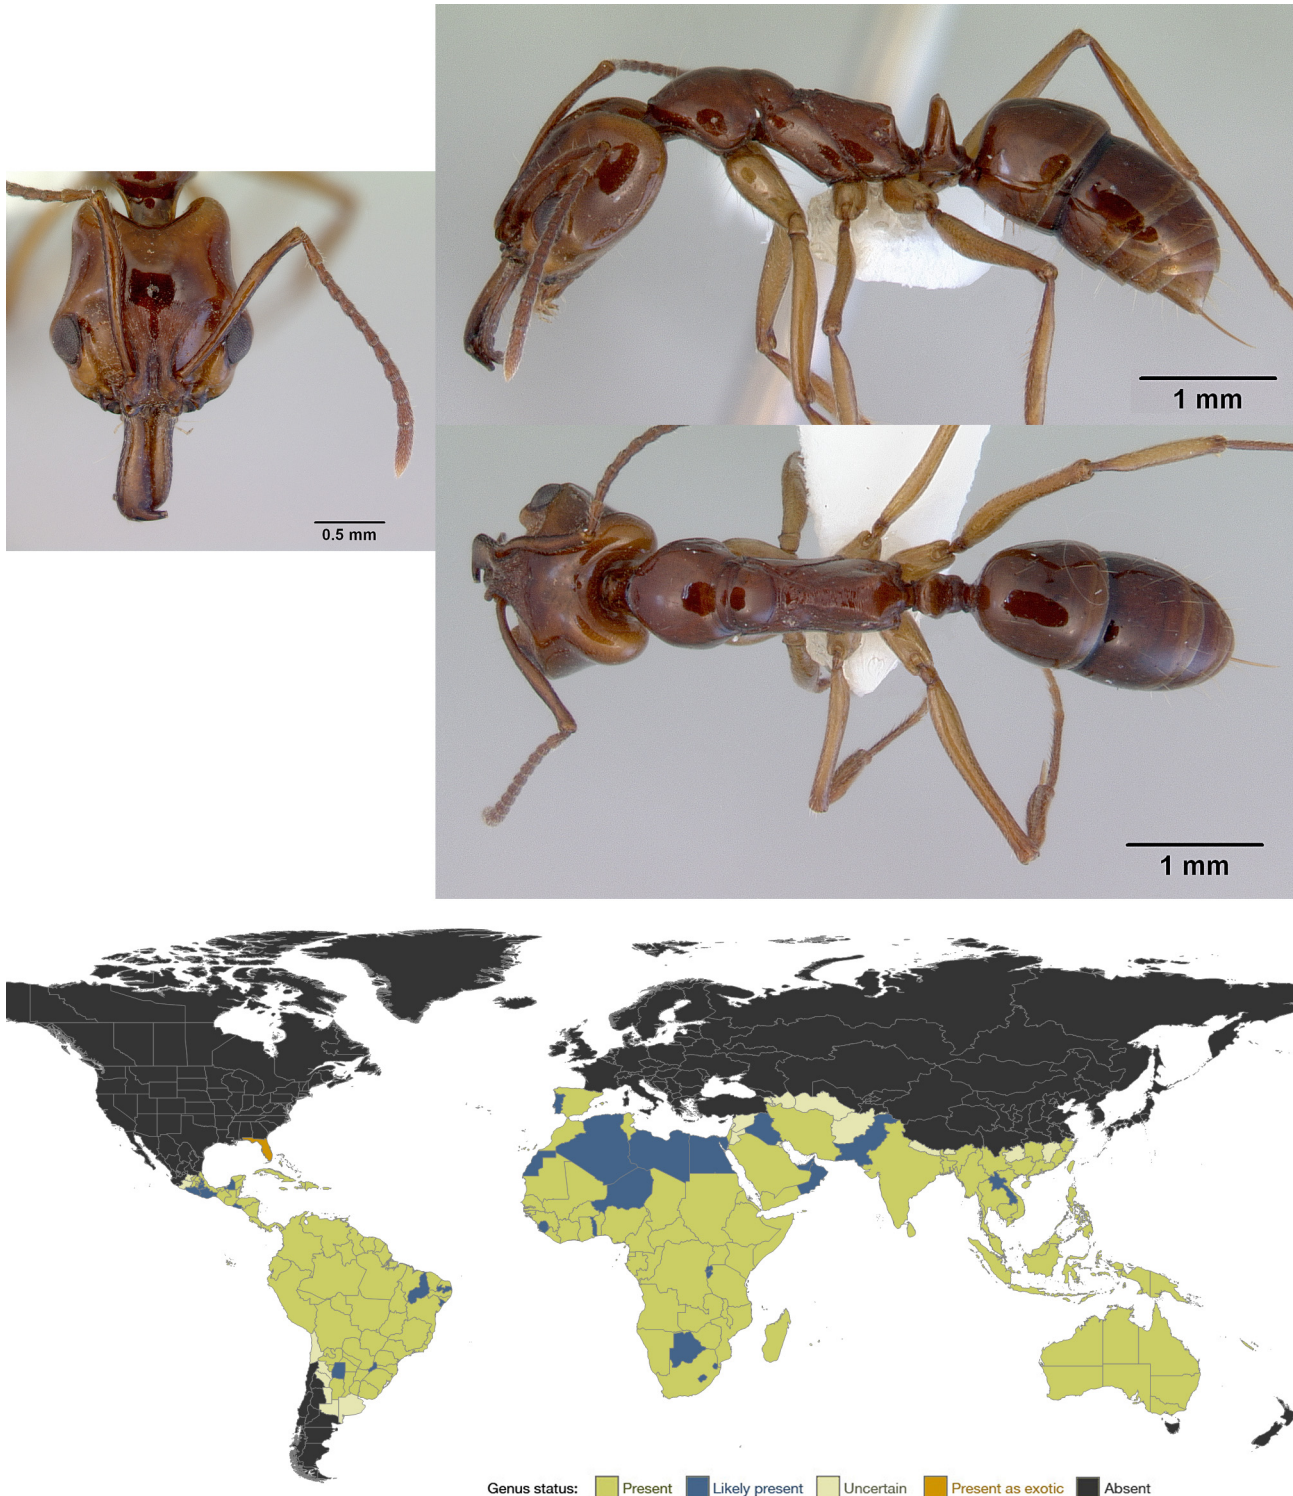 1 mm
0.5 mm
1 mm
Genus status: Present Likely present Uncertain Present as exotic Absent